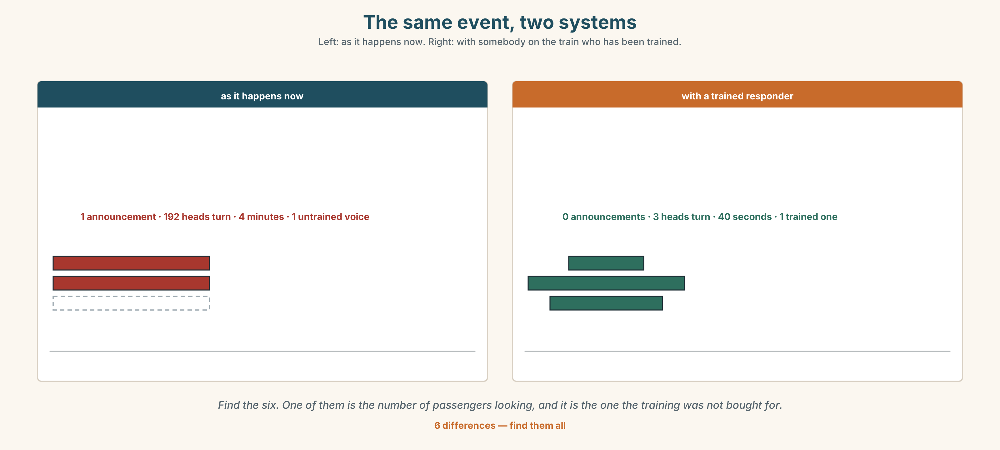 The same event, two systems
Left: as it happens now. Right: with somebody on the train who has been trained.
as it happens now
1 announcement · 192 heads turn · 4 minutes · 1 untrained voice
with a trained responder
0 announcements · 3 heads turn · 40 seconds · 1 trained one
Find the six. One of them is the number of passengers looking, and it is the one the training was not bought for.
6 differences — find them all